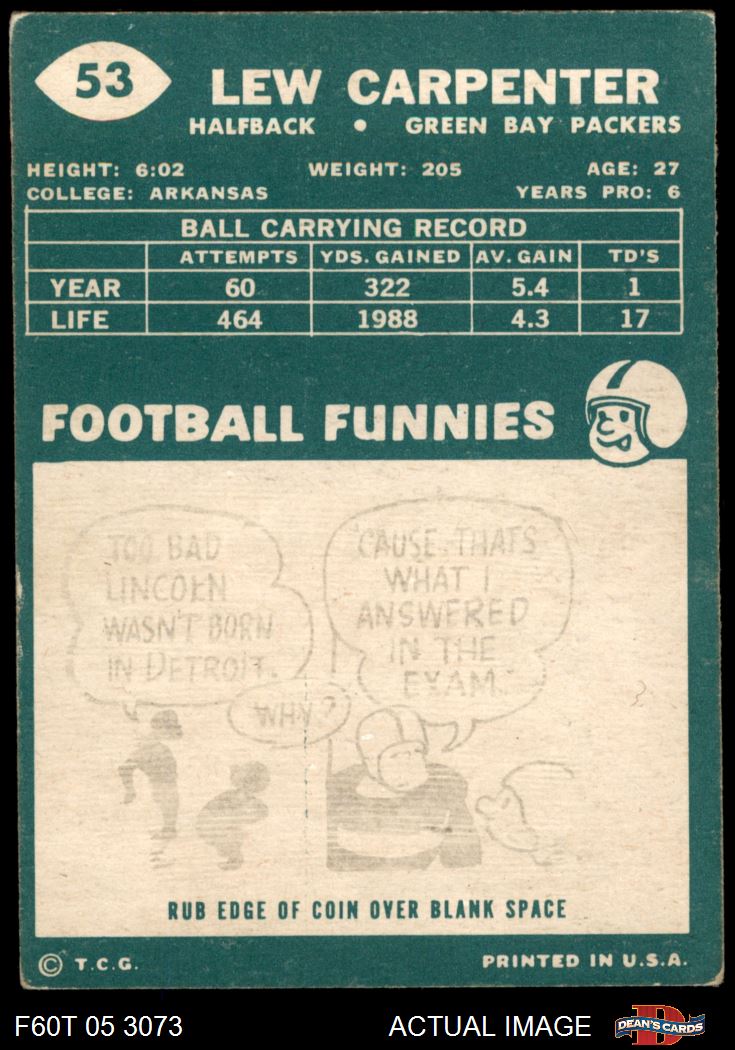 53
LEW CARPENTER
HALFBACK • GREEN BAY PACKERS
HEIGHT: 6:02 WEIGHT: 205 AGE: 27
COLLEGE: ARKANSAS YEARS PRO: 6
BALL CARRYING RECORD
ATTEMPTS YDS. GAINED AV. GAIN TD'S
YEAR 60 322 5.4 1
LIFE 464 1988 4.3 17
FOOTBALL FUNNIES
TOO BAD
LINCOLN
WASN'T BORN
IN DETROIT.
WHY?
'CAUSE THATS
WHAT I
ANSWERED
IN THE
EXAM.
RUB EDGE OF COIN OVER BLANK SPACE
© T.C.G. PRINTED IN U.S.A.
F60T 05 3073 ACTUAL IMAGE
D
DEAN'S CARDS